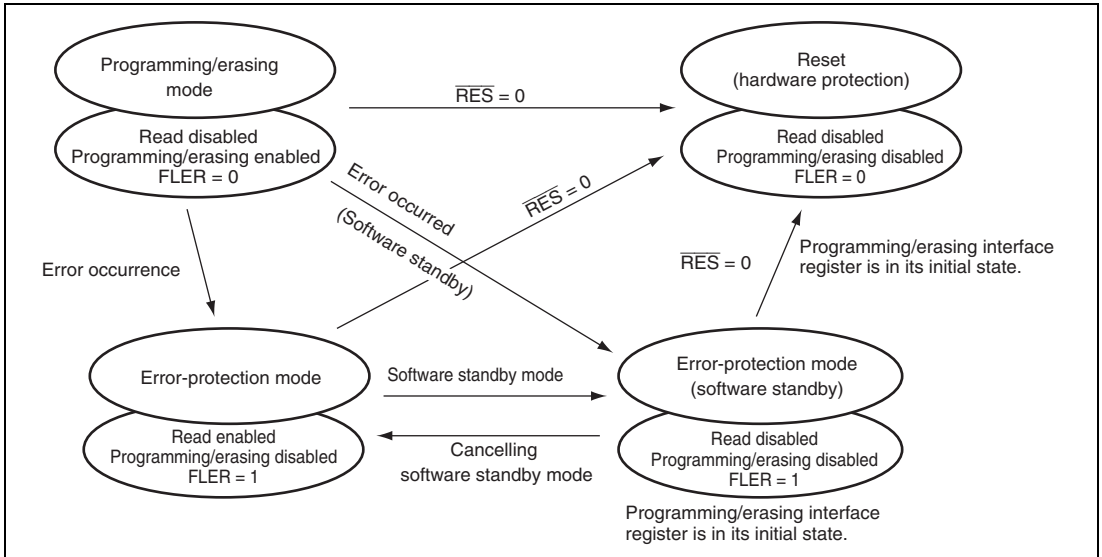 Programming/erasing
mode
Read disabled
Programming/erasing enabled
FLER = 0
RES = 0
Reset
(hardware protection)
Read disabled
Programming/erasing disabled
FLER = 0
Error occurred
(Software standby)
RES = 0
Error occurrence
RES = 0
Programming/erasing interface
register is in its initial state.
Error-protection mode
Read enabled
Programming/erasing disabled
FLER = 1
Software standby mode
Cancelling
software standby mode
Error-protection mode
(software standby)
Read disabled
Programming/erasing disabled
FLER = 1
Programming/erasing interface
register is in its initial state.